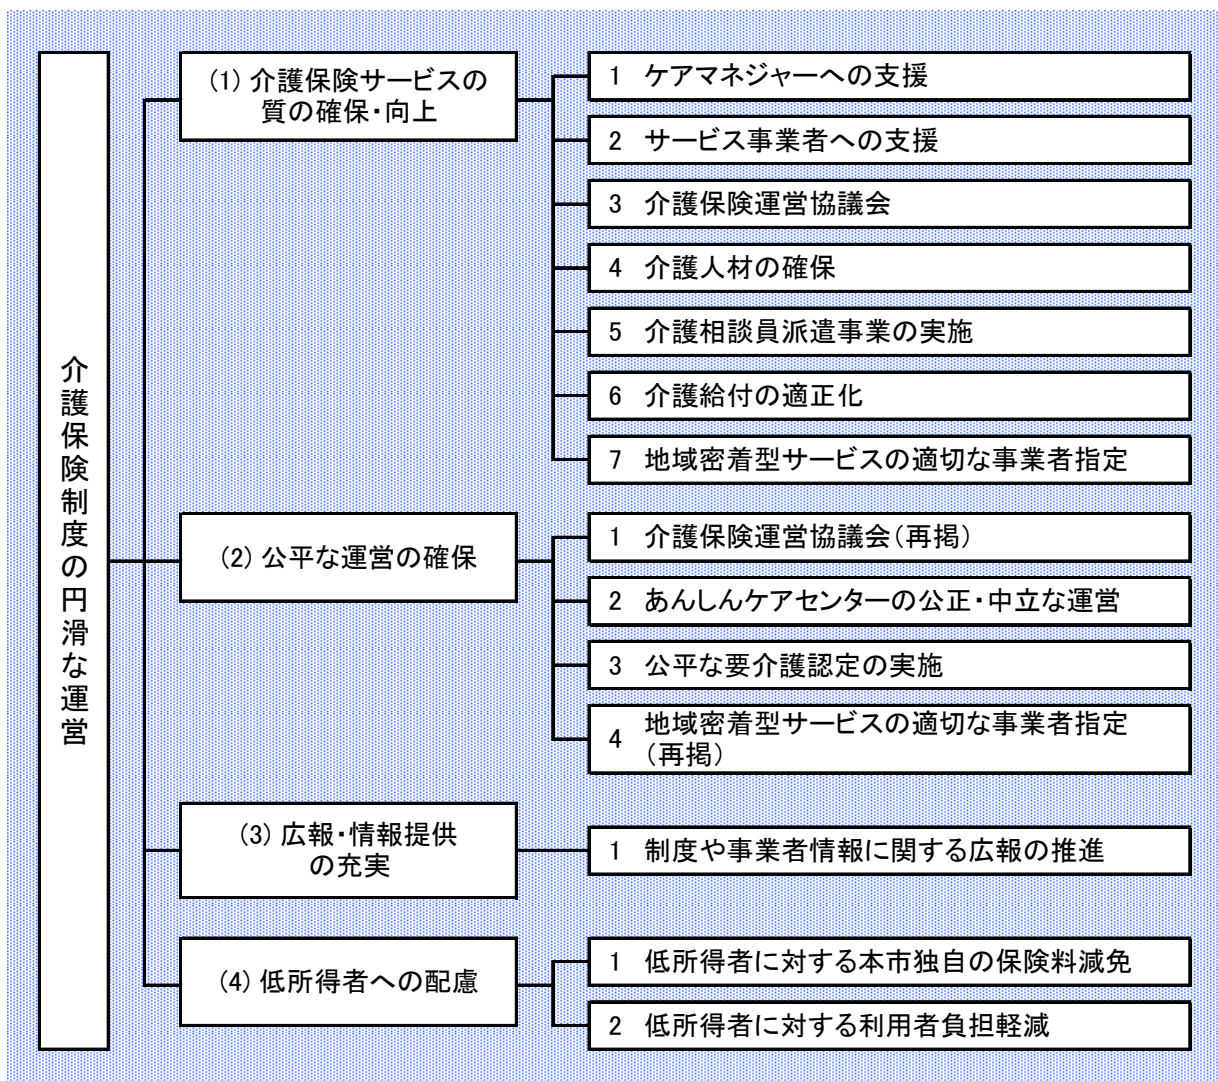 介護保険制度の円滑な運営
(1) 介護保険サービスの
質の確保・向上
1 ケアマネジャーへの支援
2 サービス事業者への支援
3 介護保険運営協議会
4 介護人材の確保
5 介護相談員派遣事業の実施
6 介護給付の適正化
7 地域密着型サービスの適切な事業者指定
(2) 公平な運営の確保
1 介護保険運営協議会(再掲)
2 あんしんケアセンターの公正・中立な運営
3 公平な要介護認定の実施
4 地域密着型サービスの適切な事業者指定
(再掲)
(3) 広報・情報提供
の充実
1 制度や事業者情報に関する広報の推進
(4) 低所得者への配慮
1 低所得者に対する本市独自の保険料減免
2 低所得者に対する利用者負担軽減